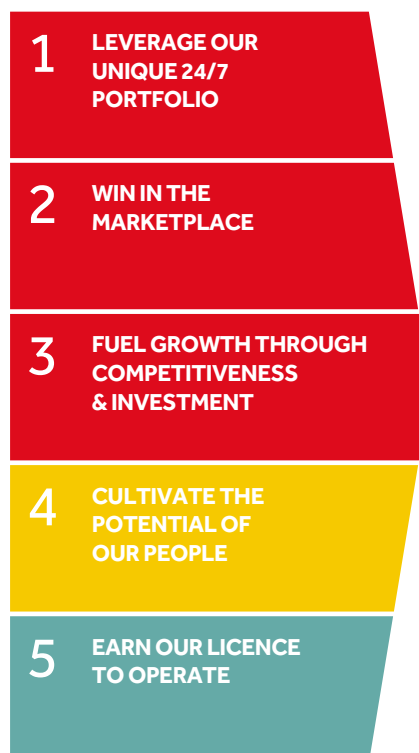 1
LEVERAGE OUR
UNIQUE 24/7
PORTFOLIO
2
WIN IN THE
MARKETPLACE
3
FUEL GROWTH THROUGH
COMPETITIVENESS
& INVESTMENT
4
CULTIVATE THE
POTENTIAL OF
OUR PEOPLE
5
EARN OUR LICENCE
TO OPERATE